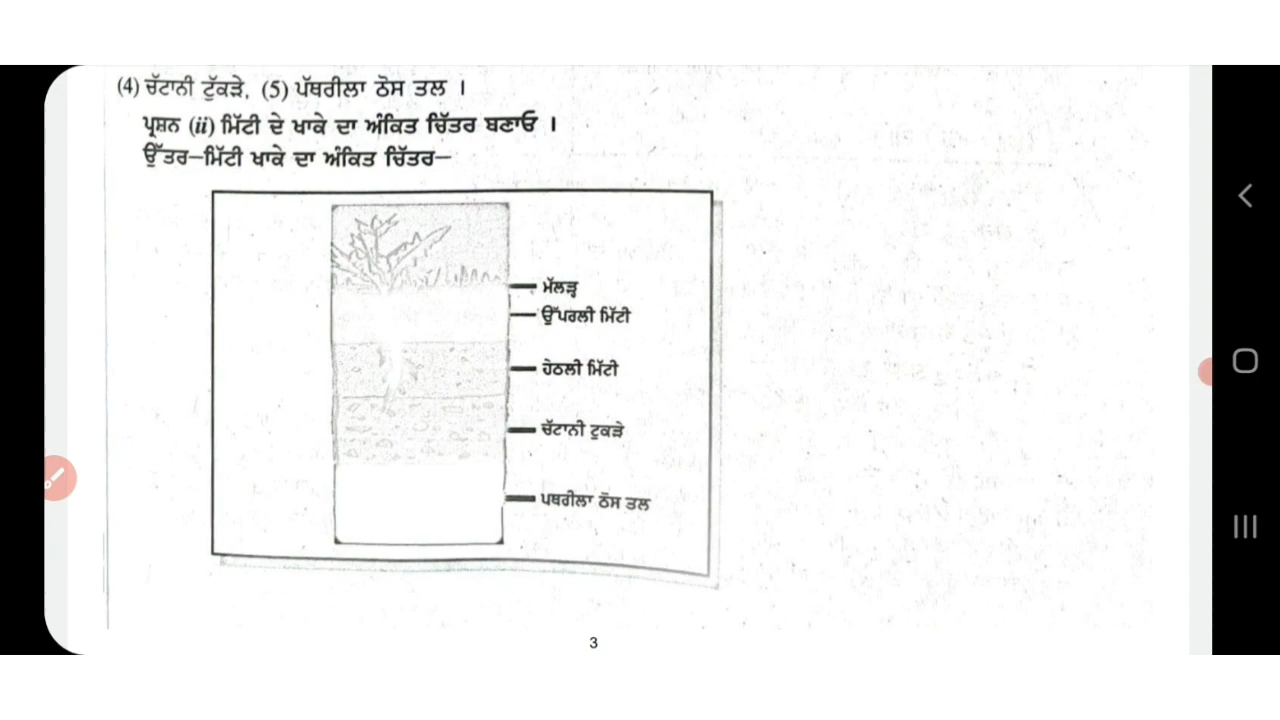 (4) ਚੱਟਾਨੀ ਟੁੱਕੜੇ, (5) ਪੱਥਰੀਲਾ ਠੋਸ ਤਲ ।
ਪ੍ਰਸ਼ਨ (ii) ਮਿੱਟੀ ਦੇ ਖਾਕੇ ਦਾ ਅੰਕਿਤ ਚਿੱਤਰ ਬਣਾਓ ।
ਉੱਤਰ—ਮਿੱਟੀ ਖਾਕੇ ਦਾ ਅੰਕਿਤ ਚਿੱਤਰ—
ਮੱਲੜ੍ਹ
ਉੱਪਰਲੀ ਮਿੱਟੀ
ਹੇਠਲੀ ਮਿੱਟੀ
ਚੱਟਾਨੀ ਟੁਕੜੇ
ਪਥਰੀਲਾ ਠੋਸ ਤਲ
3